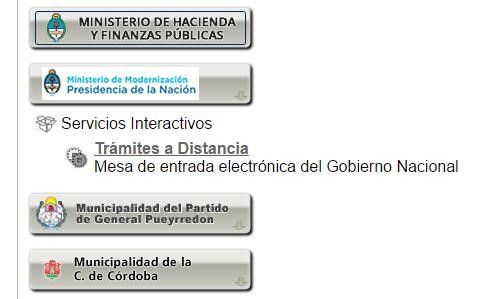 MINISTERIO DE HACIENDA
Y FINANZAS PÚBLICAS
Ministerio de Modernización
Presidencia de la Nación
Servicios Interactivos
Trámites a Distancia
Mesa de entrada electrónica del Gobierno Nacional
Municipalidad del Partido
de General Pueyrredon
Municipalidad de la
C. de Córdoba